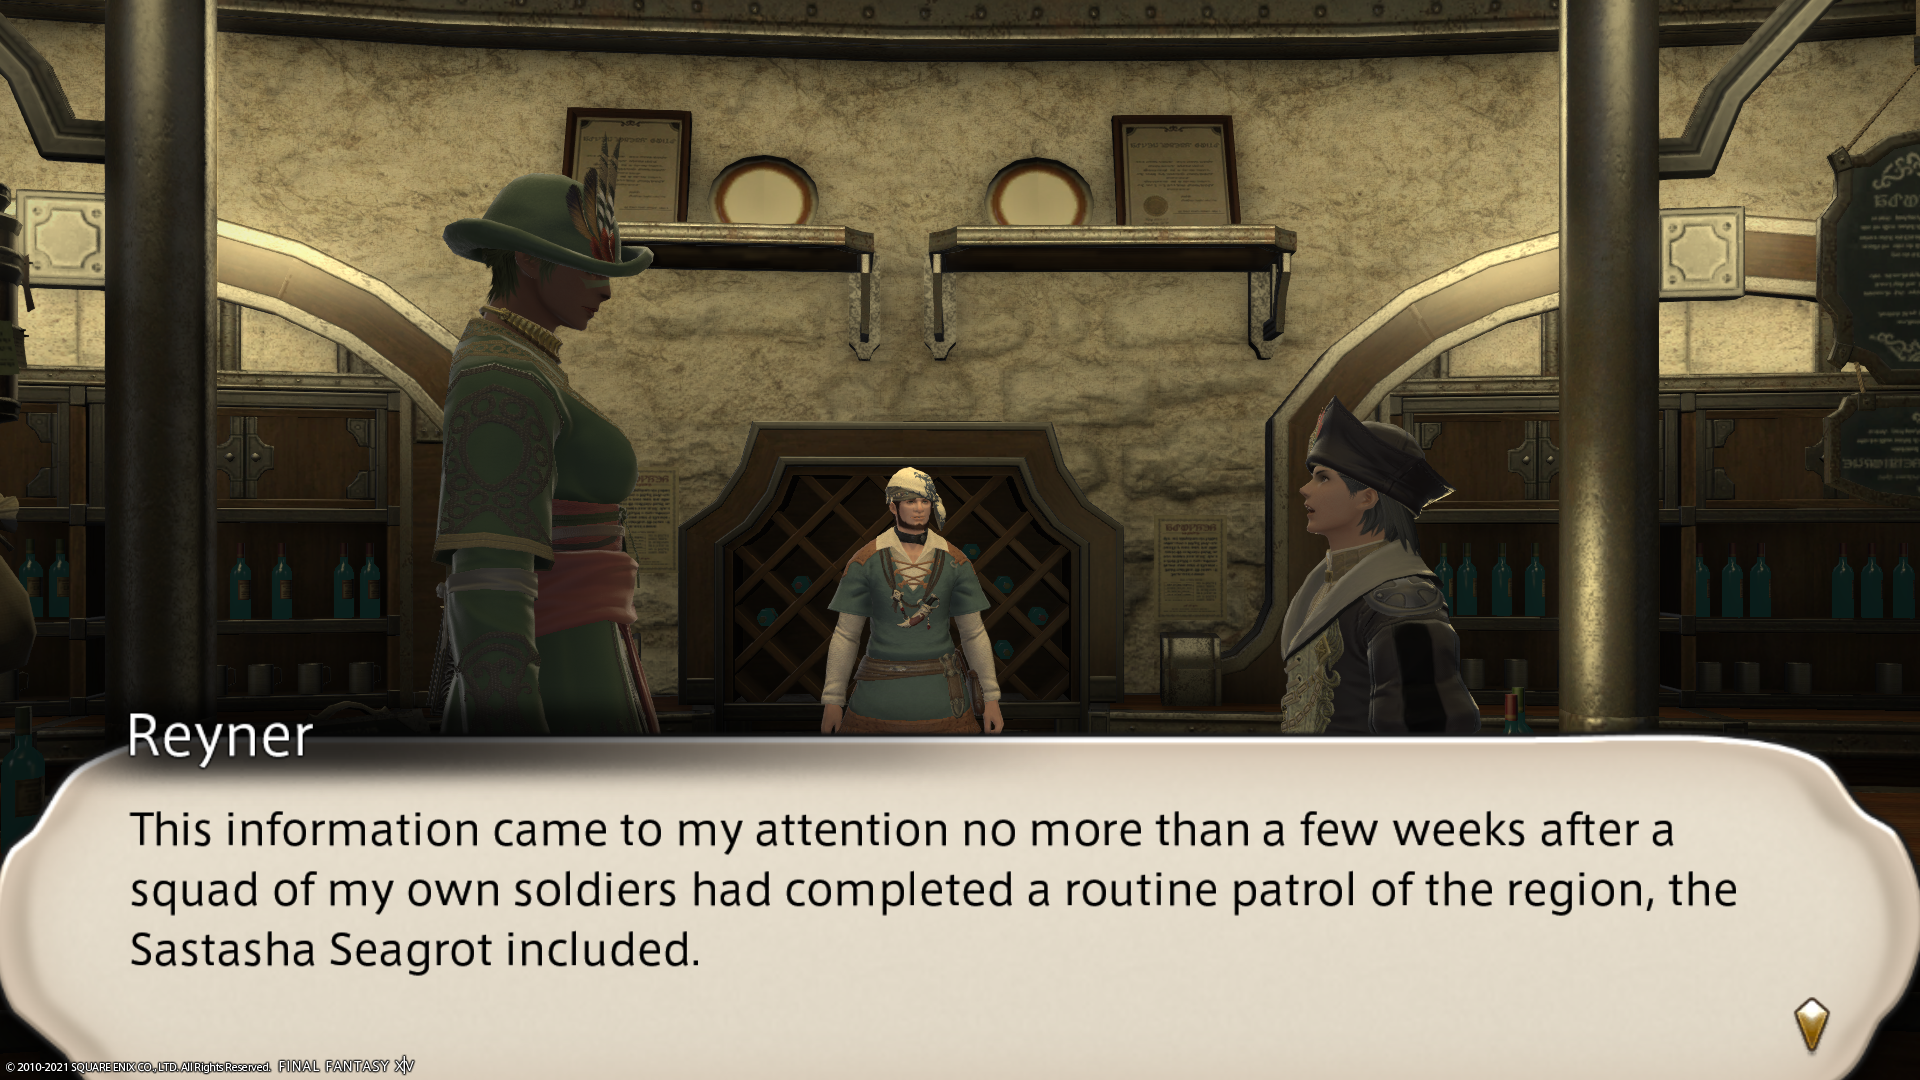 Reyner
This information came to my attention no more than a few weeks after a
squad of my own soldiers had completed a routine patrol of the region, the
Sastasha Seagrot included.
© 2010-2021 SQUARE ENIX CO., LTD. All Rights Reserved. FINAL FANTASY XIV